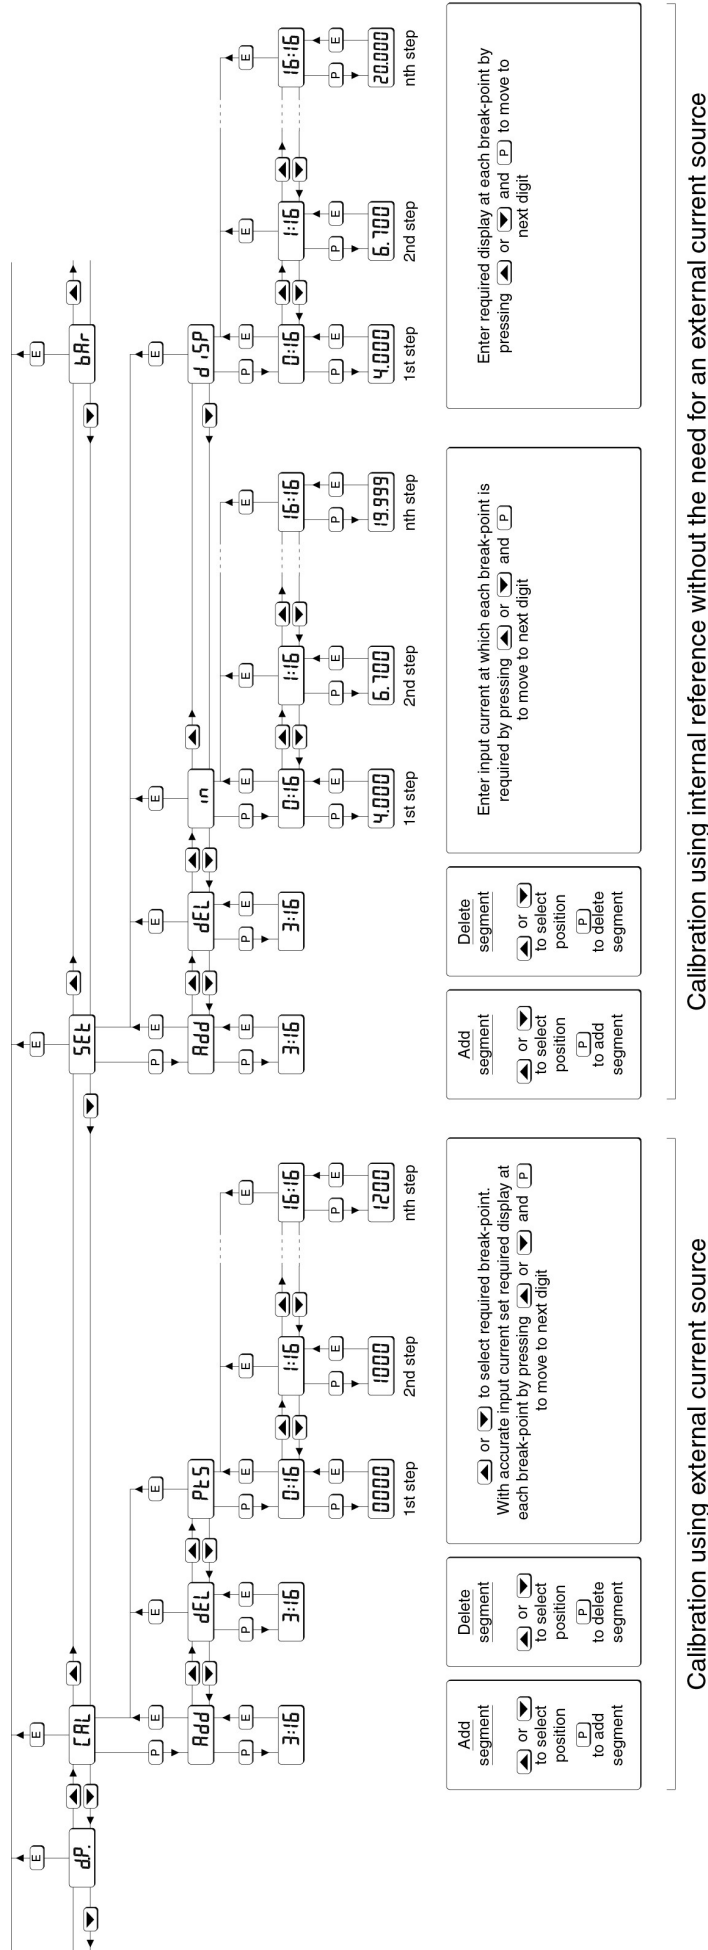 E
E
E
E
d.P.
CAL
SEt
bAr
P
E
E
E
P
E
E
E
E
Add
dEL
PtS
Add
dEL
in
d iSP
P
E
P
E
P
E
E
E
P
E
P
E
P
E
E
E
P
E
E
E
3:16
3:16
0:16
1:16
16:16
3:16
3:16
0:16
1:16
16:16
0:16
1:16
16:16
P
E
P
E
P
E
P
E
P
E
P
E
P
E
P
E
P
E
0000
1000
1200
4.000
6.700
19.999
4.000
6.700
20.000
1st step
2nd step
nth step
1st step
2nd step
nth step
1st step
2nd step
nth step
Add
segment
▲ or ▼
to select
position
P
to add
segment
Delete
segment
▲ or ▼
to select
position
P
to delete
segment
▲ or ▼ to select required break-point.
With accurate input current set required display at
each break-point by pressing ▲ or ▼ and P
to move to next digit
Add
segment
▲ or ▼
to select
position
P
to add
segment
Delete
segment
▲ or ▼
to select
position
P
to delete
segment
Enter input current at which each break-point is
required by pressing ▲ or ▼ and P
to move to next digit
Enter required display at each break-point by
pressing ▲ or ▼ and P to move to
next digit
Calibration using external current source
Calibration using internal reference without the need for an external current source